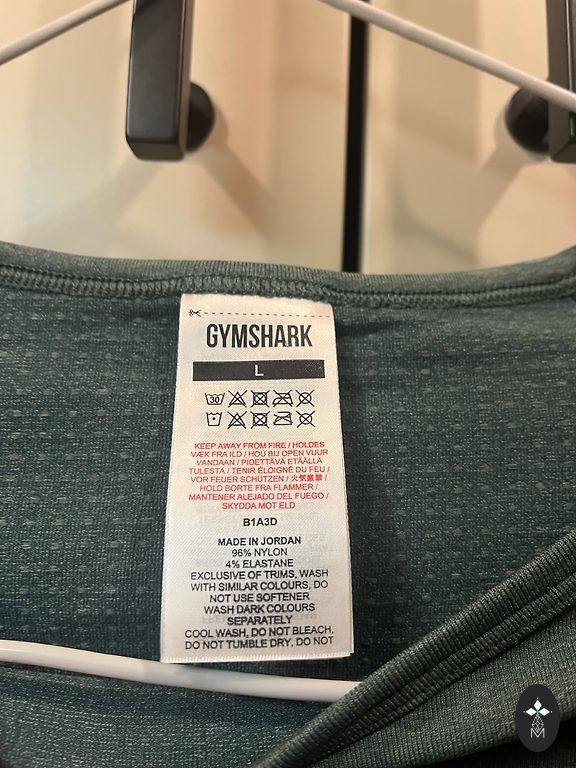 GYMSHARK
L
30
KEEP AWAY FROM FIRE / HOLDES
VÆK FRA ILD / HOU BIJ OPEN VUUR
VANDAAN / PIDETTÄVÄ ETÄÄLLÄ
TULESTA / TENIR ÉLOIGNÉ DU FEU /
VOR FEUER SCHÜTZEN / 火気厳禁 /
HOLD BORTE FRA FLAMMER /
MANTENER ALEJADO DEL FUEGO /
SKYDDA MOT ELD
B1A3D
MADE IN JORDAN
96% NYLON
4% ELASTANE
EXCLUSIVE OF TRIMS, WASH
WITH SIMILAR COLOURS, DO
NOT USE SOFTENER
WASH DARK COLOURS
SEPARATELY
COOL WASH, DO NOT BLEACH,
DO NOT TUMBLE DRY, DO NOT
M